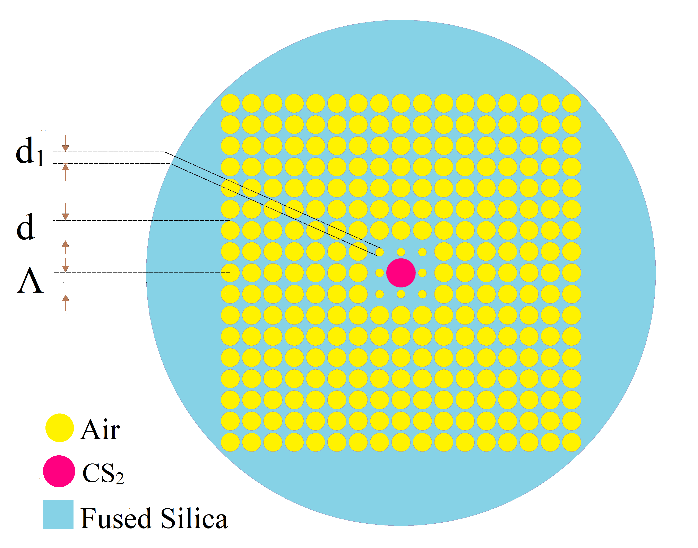 d₁
d
Λ
Air
CS₂
Fused Silica